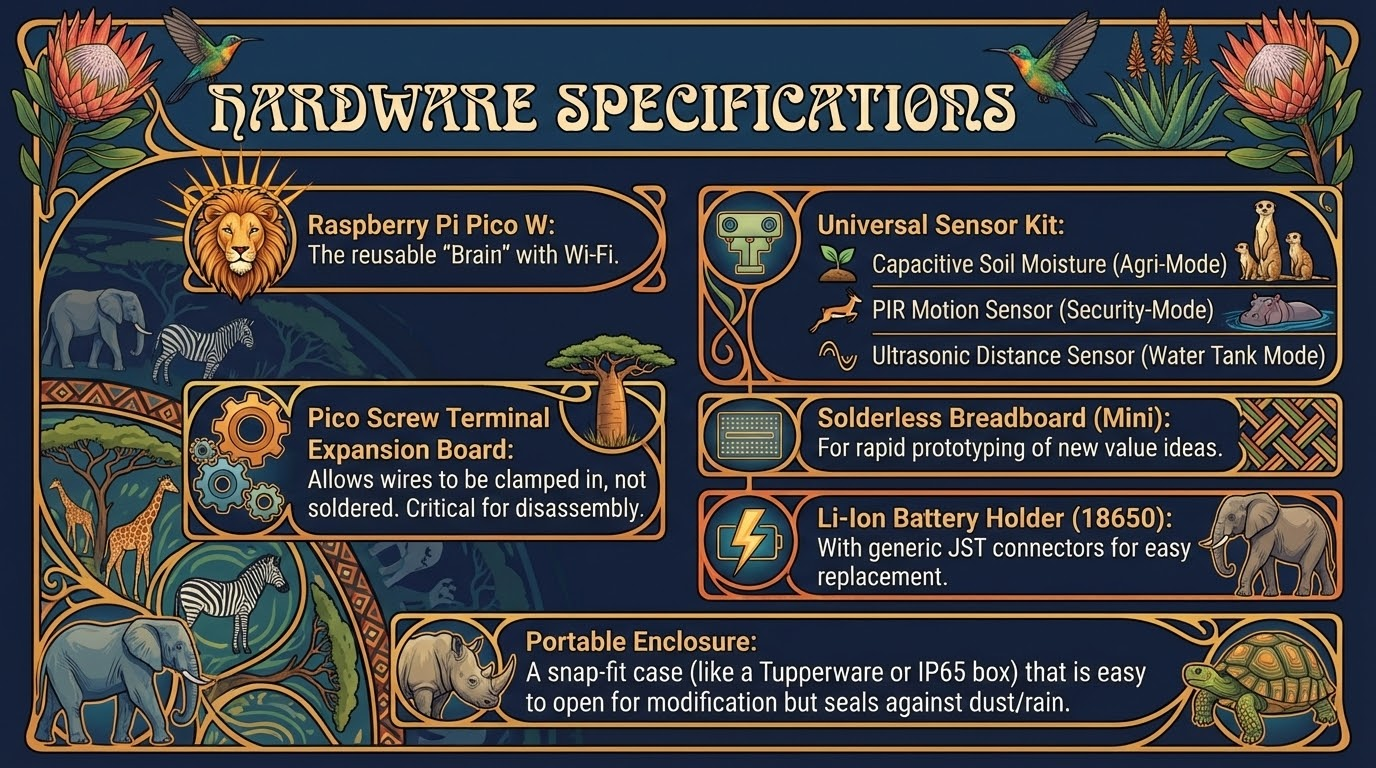 HARDWARE SPECIFICATIONS
Raspberry Pi Pico W:
The reusable “Brain” with Wi-Fi.
Pico Screw Terminal
Expansion Board:
Allows wires to be clamped in, not
soldered. Critical for disassembly.
Universal Sensor Kit:
Capacitive Soil Moisture (Agri-Mode)
PIR Motion Sensor (Security-Mode)
Ultrasonic Distance Sensor (Water Tank Mode)
Solderless Breadboard (Mini):
For rapid prototyping of new value ideas.
Li-Ion Battery Holder (18650):
With generic JST connectors for easy
replacement.
Portable Enclosure:
A snap-fit case (like a Tupperware or IP65 box) that is easy
to open for modification but seals against dust/rain.